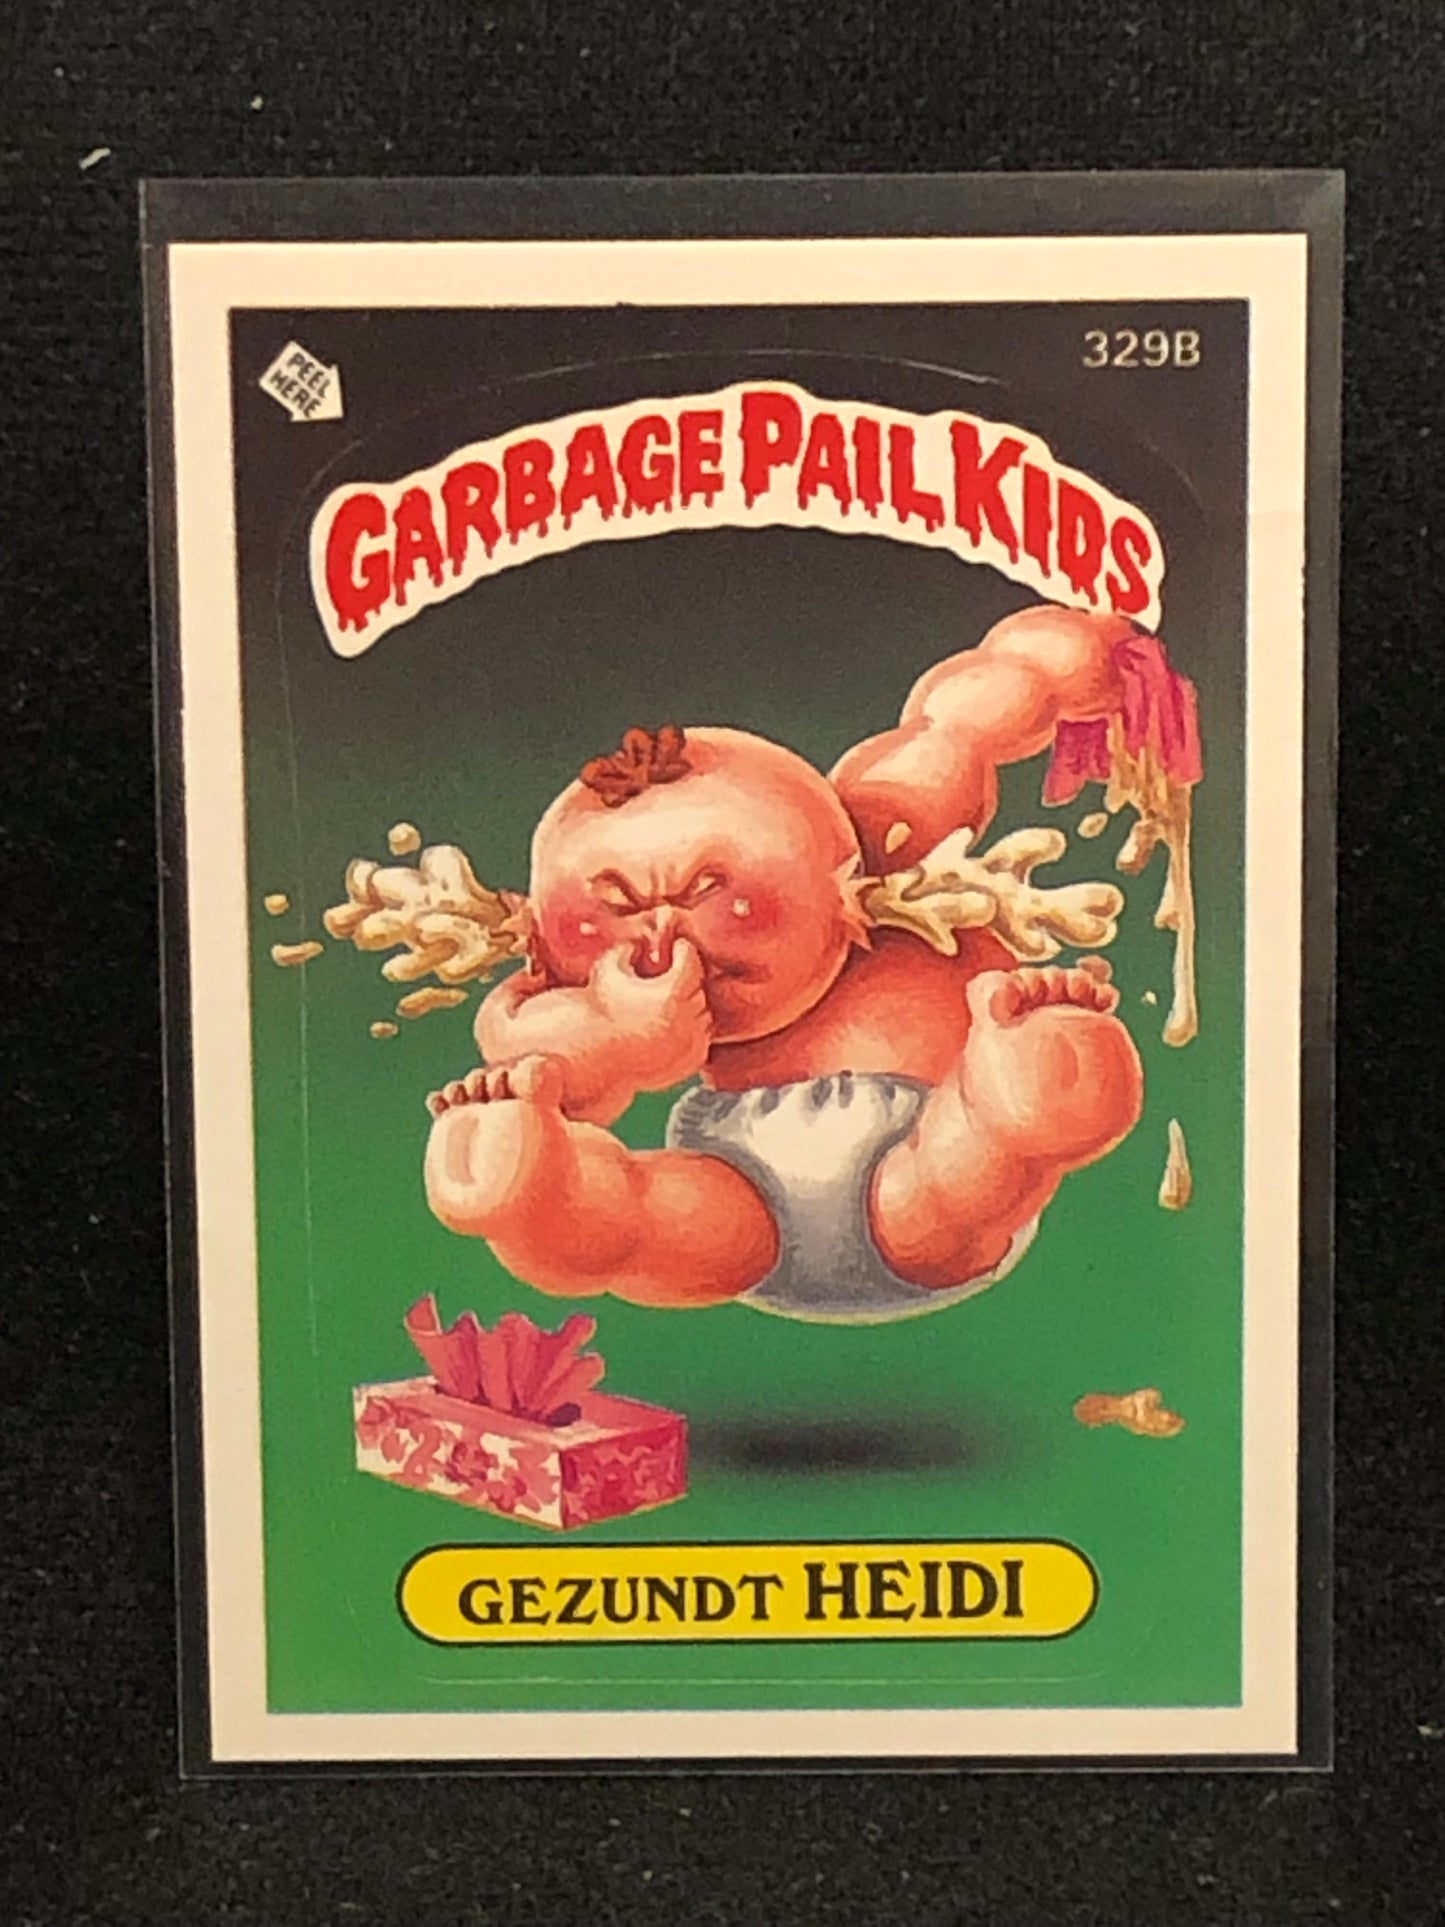 PEEL
HERE
329B
GARBAGE PAIL KIDS
GEZUNDT HEIDI